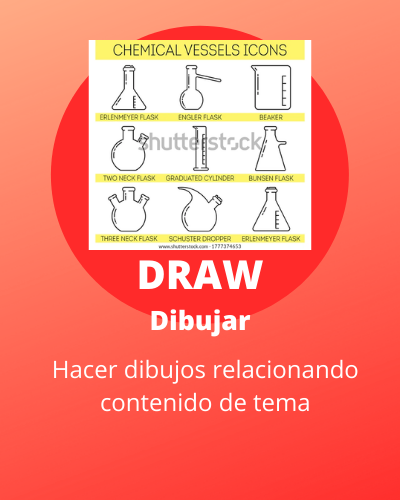 CHEMICAL VESSELS ICONS
ERLENMEYER FLASK ENGLER FLASK BEAKER
shutterstock
TWO NECK FLASK GRADUATED CYLINDER BUNSEN FLASK
THREE NECK FLASK SCHUSTER DROPPER ERLENMEYER FLASK
www.shutterstock.com · 1777374653
DRAW
Dibujar
Hacer dibujos relacionando
contenido de tema